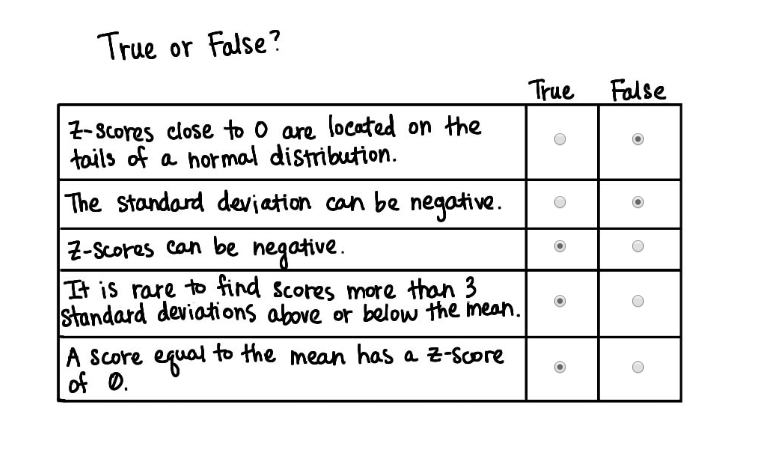 True or False?
True False
Z-scores close to 0 are located on the
tails of a normal distribution.
The standard deviation can be negative.
Z-scores can be negative.
It is rare to find scores more than 3
standard deviations above or below the mean.
A score equal to the mean has a z-score
of 0.